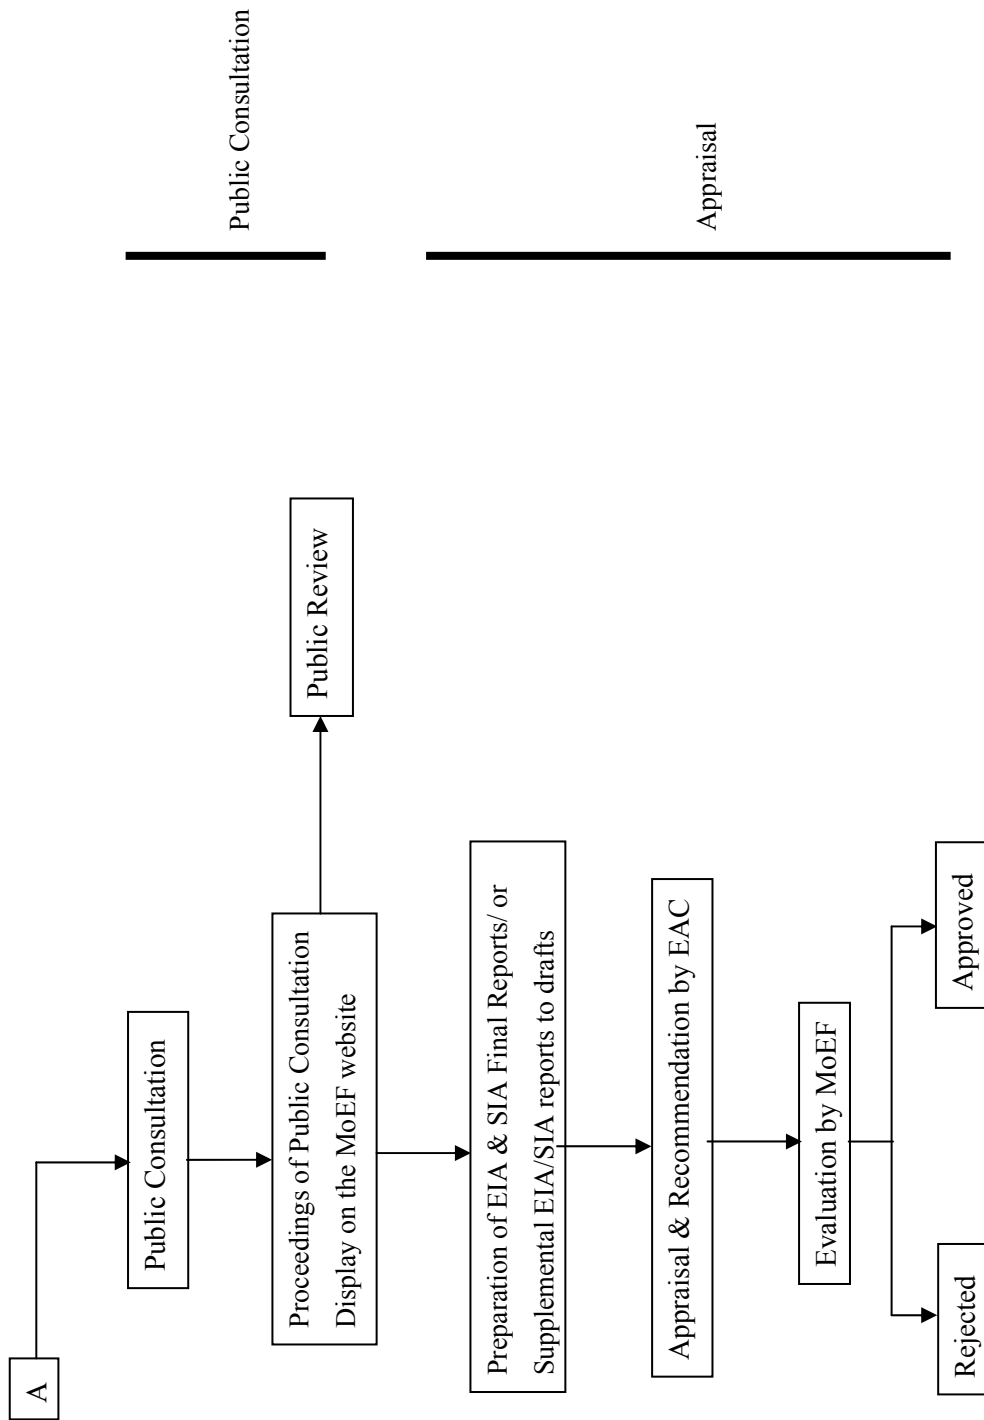 A
Public Consultation
Public Consultation
Proceedings of Public Consultation
Display on the MoEF website
Public Review
Preparation of EIA & SIA Final Reports/ or
Supplemental EIA/SIA reports to drafts
Appraisal
Appraisal & Recommendation by EAC
Evaluation by MoEF
Rejected
Approved